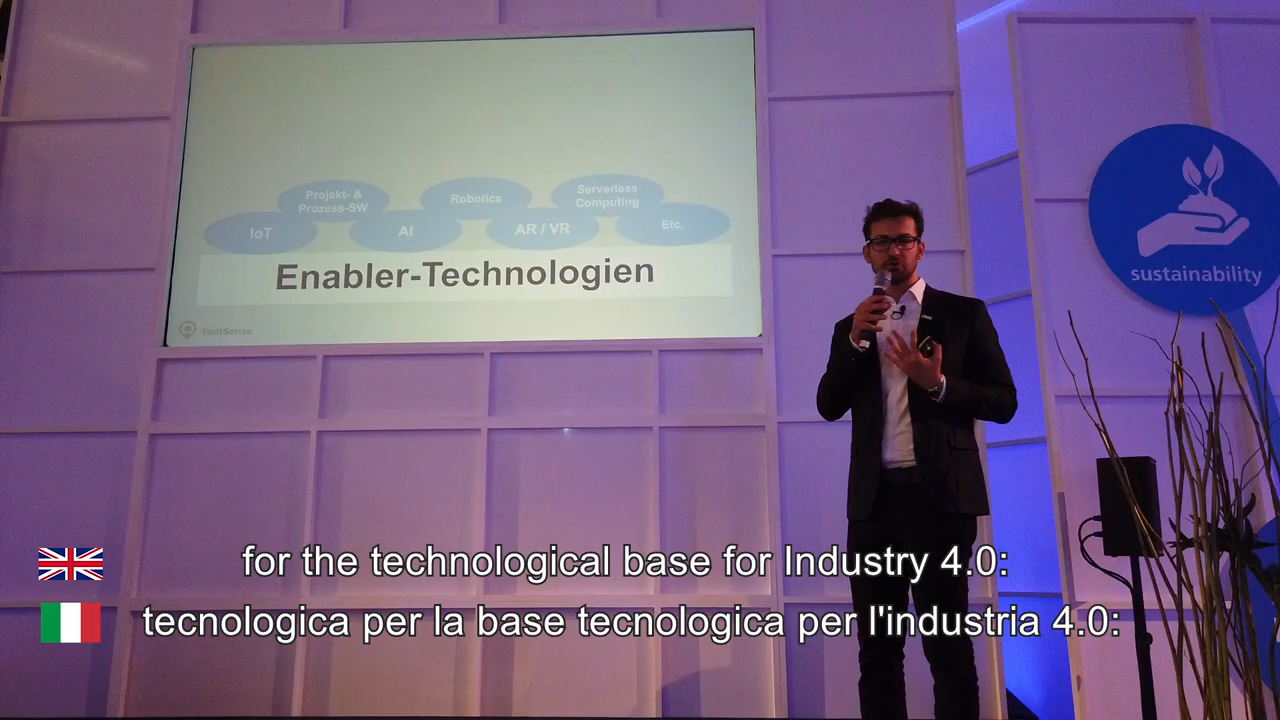 Projekt- &
Prozess-SW
Robotics
Serverless
Computing
IoT
AI
AR / VR
Etc.
Enabler-Technologien
ToolSense
sustainability
for the technological base for Industry 4.0:
tecnologica per la base tecnologica per l'industria 4.0: